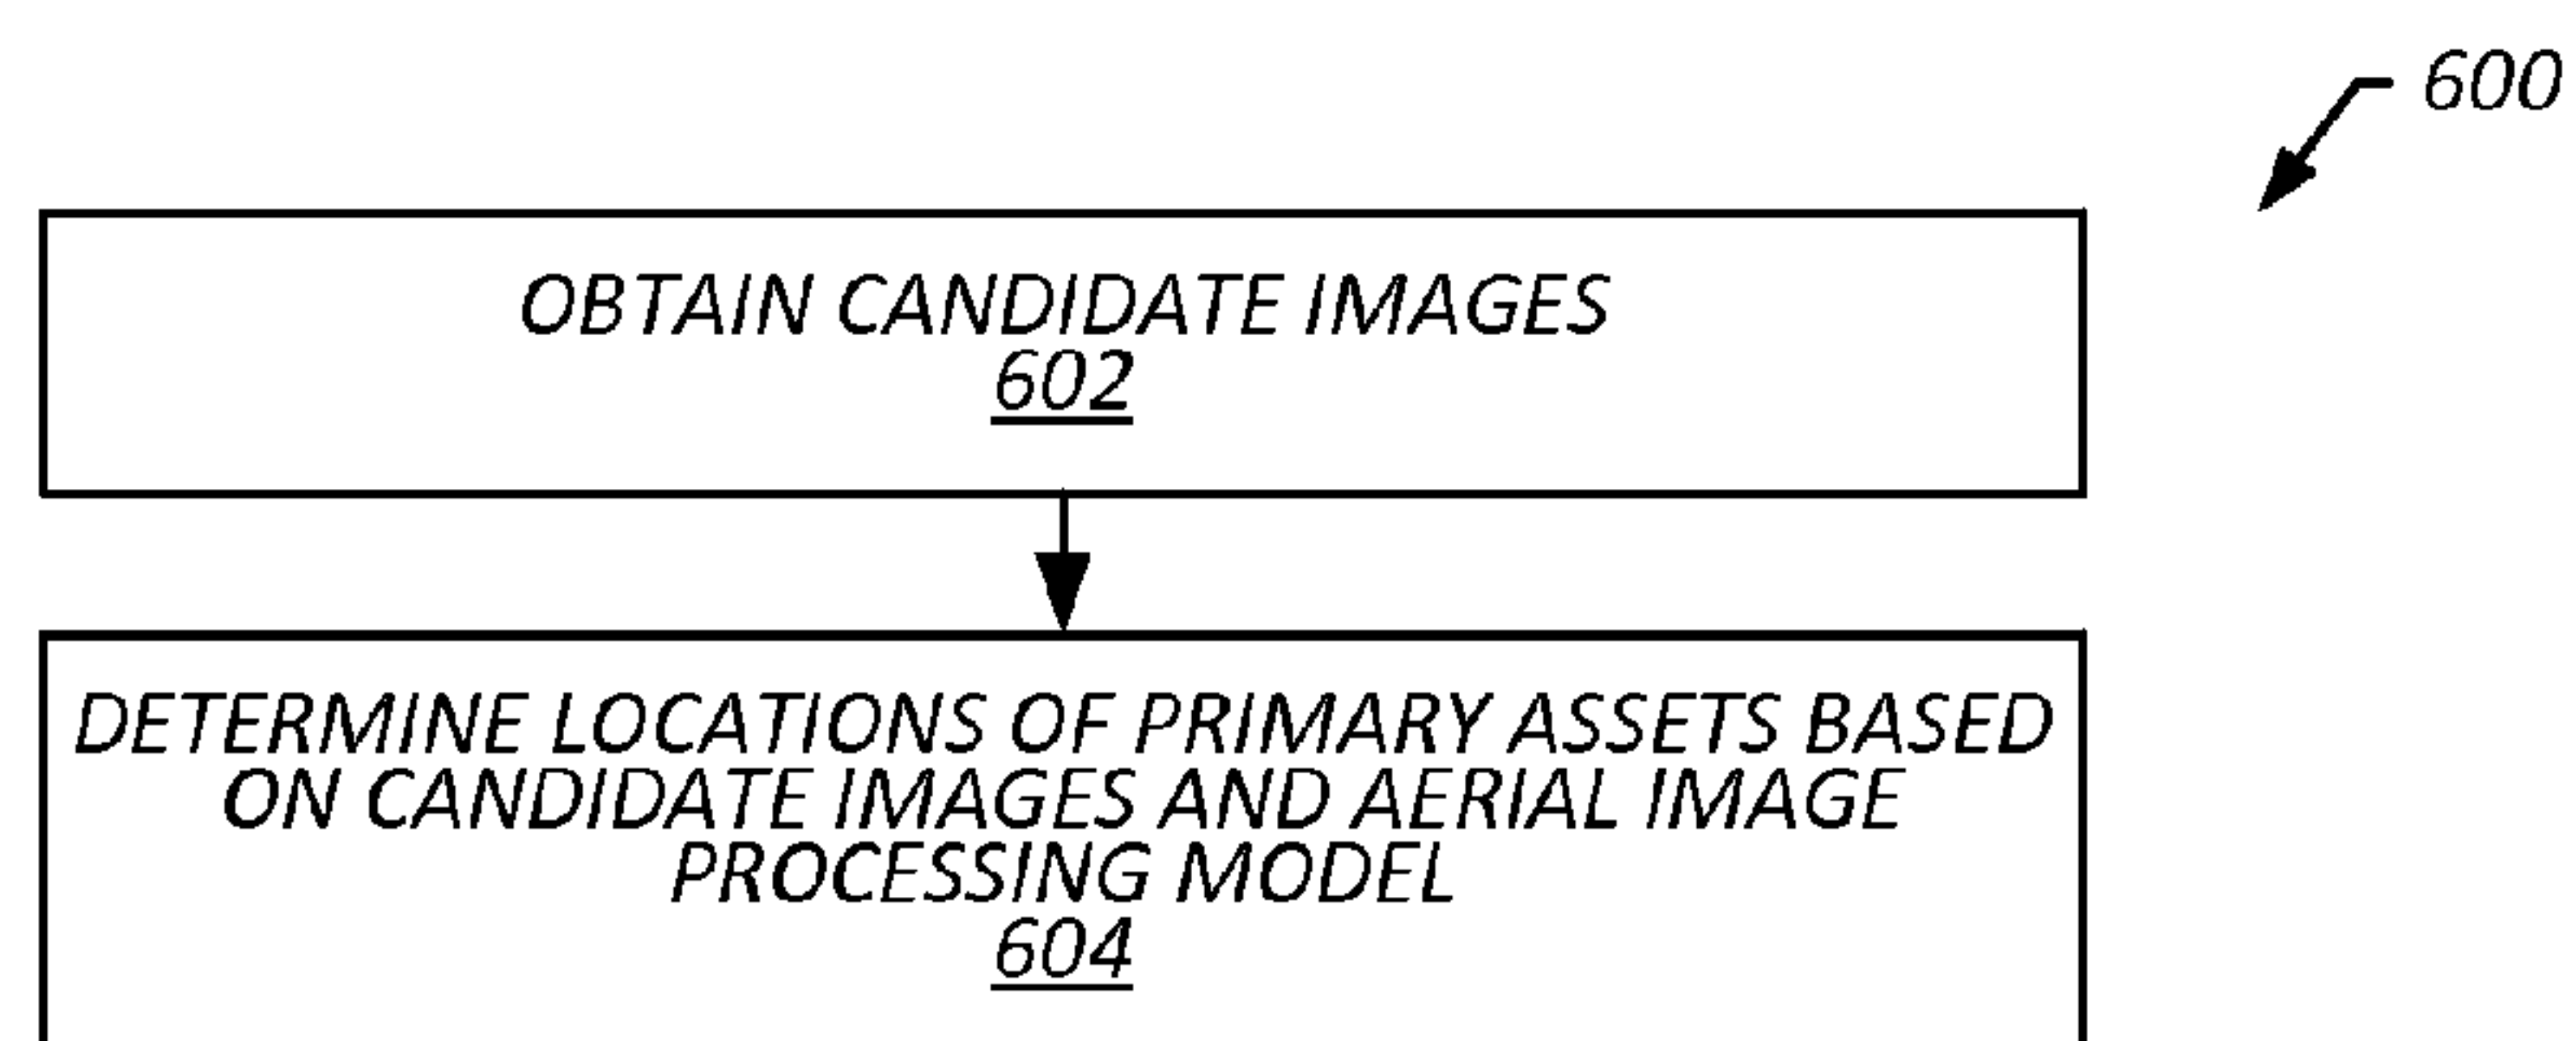 600
OBTAIN CANDIDATE IMAGES
602
DETERMINE LOCATIONS OF PRIMARY ASSETS BASED
ON CANDIDATE IMAGES AND AERIAL IMAGE
PROCESSING MODEL
604